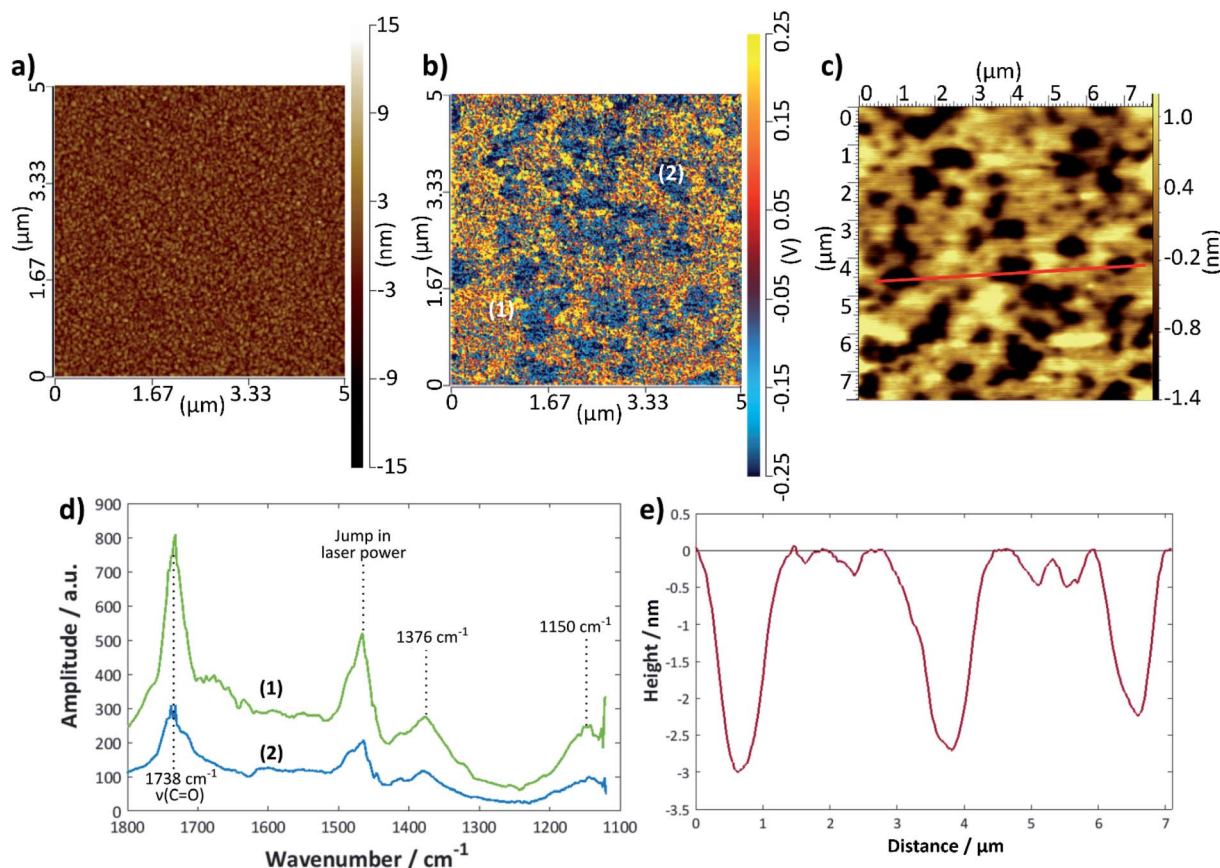 a)
5
3.33
(µm)
1.67
0
0
1.67
(µm)
3.33
5
15
9
3
(nm)
-3
-9
-15
b)
5
3.33
(µm)
1.67
0
0
1.67
(µm)
3.33
5
(1)
(2)
0.25
0.15
0.05
(V)
-0.05
-0.15
-0.25
c)
(µm)
0 1 2 3 4 5 6 7
0
1
2
3
(µm)
4
5
6
7
1.0
0.4
-0.2
(nm)
-0.8
-1.4
d)
900
800
700
600
500
400
300
200
100
0
Amplitude / a.u.
Jump in
laser power
1376 cm⁻¹
1150 cm⁻¹
(1)
(2)
1738 cm⁻¹
ν(C=O)
1800 1700 1600 1500 1400 1300 1200 1100
Wavenumber / cm⁻¹
e)
0.5
0
-0.5
-1
-1.5
-2
-2.5
-3
-3.5
Height / nm
0 1 2 3 4 5 6 7
Distance / µm